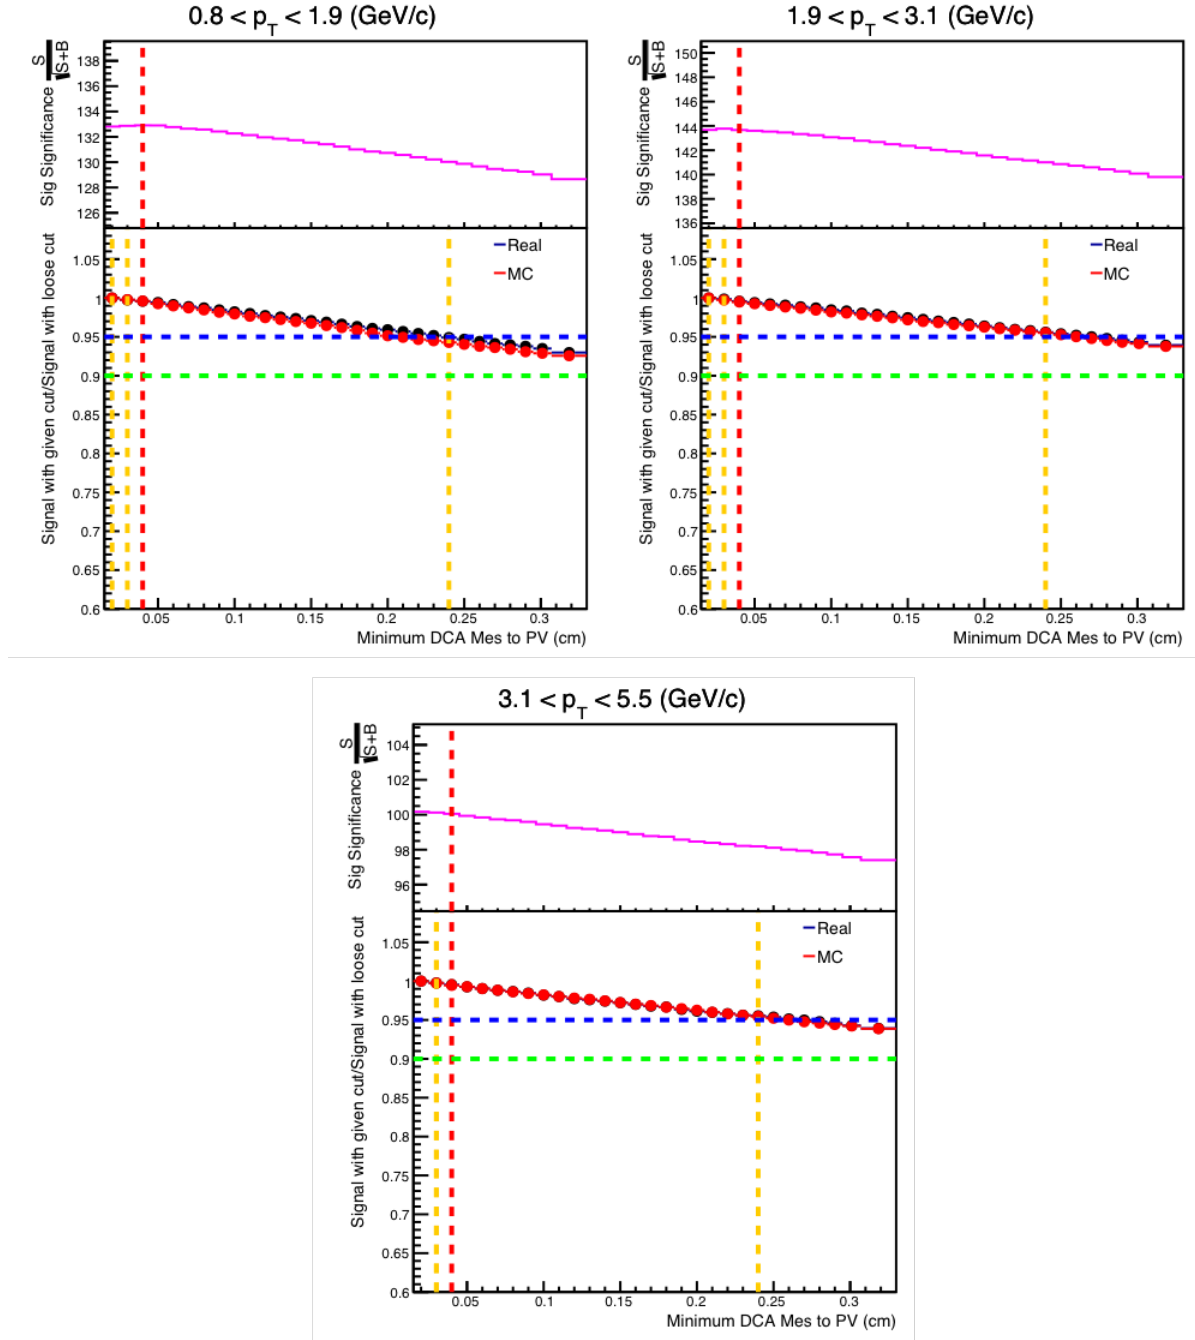 0.8 < pT < 1.9 (GeV/c)
Sig Significance S/√S+B
138
136
134
132
130
128
126
Signal with given cut/Signal with loose cut
Real
MC
1.05
1
0.95
0.9
0.85
0.8
0.75
0.7
0.65
0.6
0.05 0.1 0.15 0.2 0.25 0.3
Minimum DCA Mes to PV (cm)
1.9 < pT < 3.1 (GeV/c)
Sig Significance S/√S+B
150
148
146
144
142
140
138
136
Signal with given cut/Signal with loose cut
Real
MC
1.05
1
0.95
0.9
0.85
0.8
0.75
0.7
0.65
0.6
0.05 0.1 0.15 0.2 0.25 0.3
Minimum DCA Mes to PV (cm)
3.1 < pT < 5.5 (GeV/c)
Sig Significance S/√S+B
104
102
100
98
96
Signal with given cut/Signal with loose cut
Real
MC
1.05
1
0.95
0.9
0.85
0.8
0.75
0.7
0.65
0.6
0.05 0.1 0.15 0.2 0.25 0.3
Minimum DCA Mes to PV (cm)